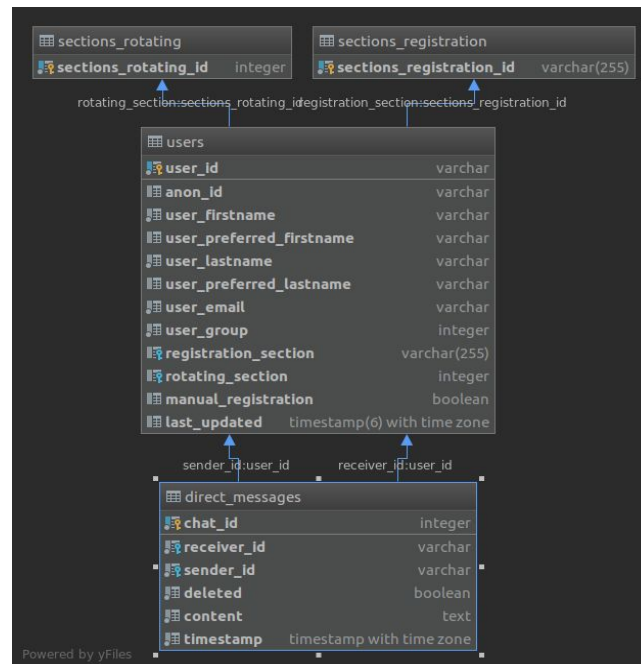 sections_rotating
sections_rotating_id integer
sections_registration
sections_registration_id varchar(255)
rotating_section:sections_rotating_id
registration_section:sections_registration_id
users
user_id varchar
anon_id varchar
user_firstname varchar
user_preferred_firstname varchar
user_lastname varchar
user_preferred_lastname varchar
user_email varchar
user_group integer
registration_section varchar(255)
rotating_section integer
manual_registration boolean
last_updated timestamp(6) with time zone
sender_id:user_id
receiver_id:user_id
direct_messages
chat_id integer
receiver_id varchar
sender_id varchar
deleted boolean
content text
timestamp timestamp with time zone
Powered by yFiles